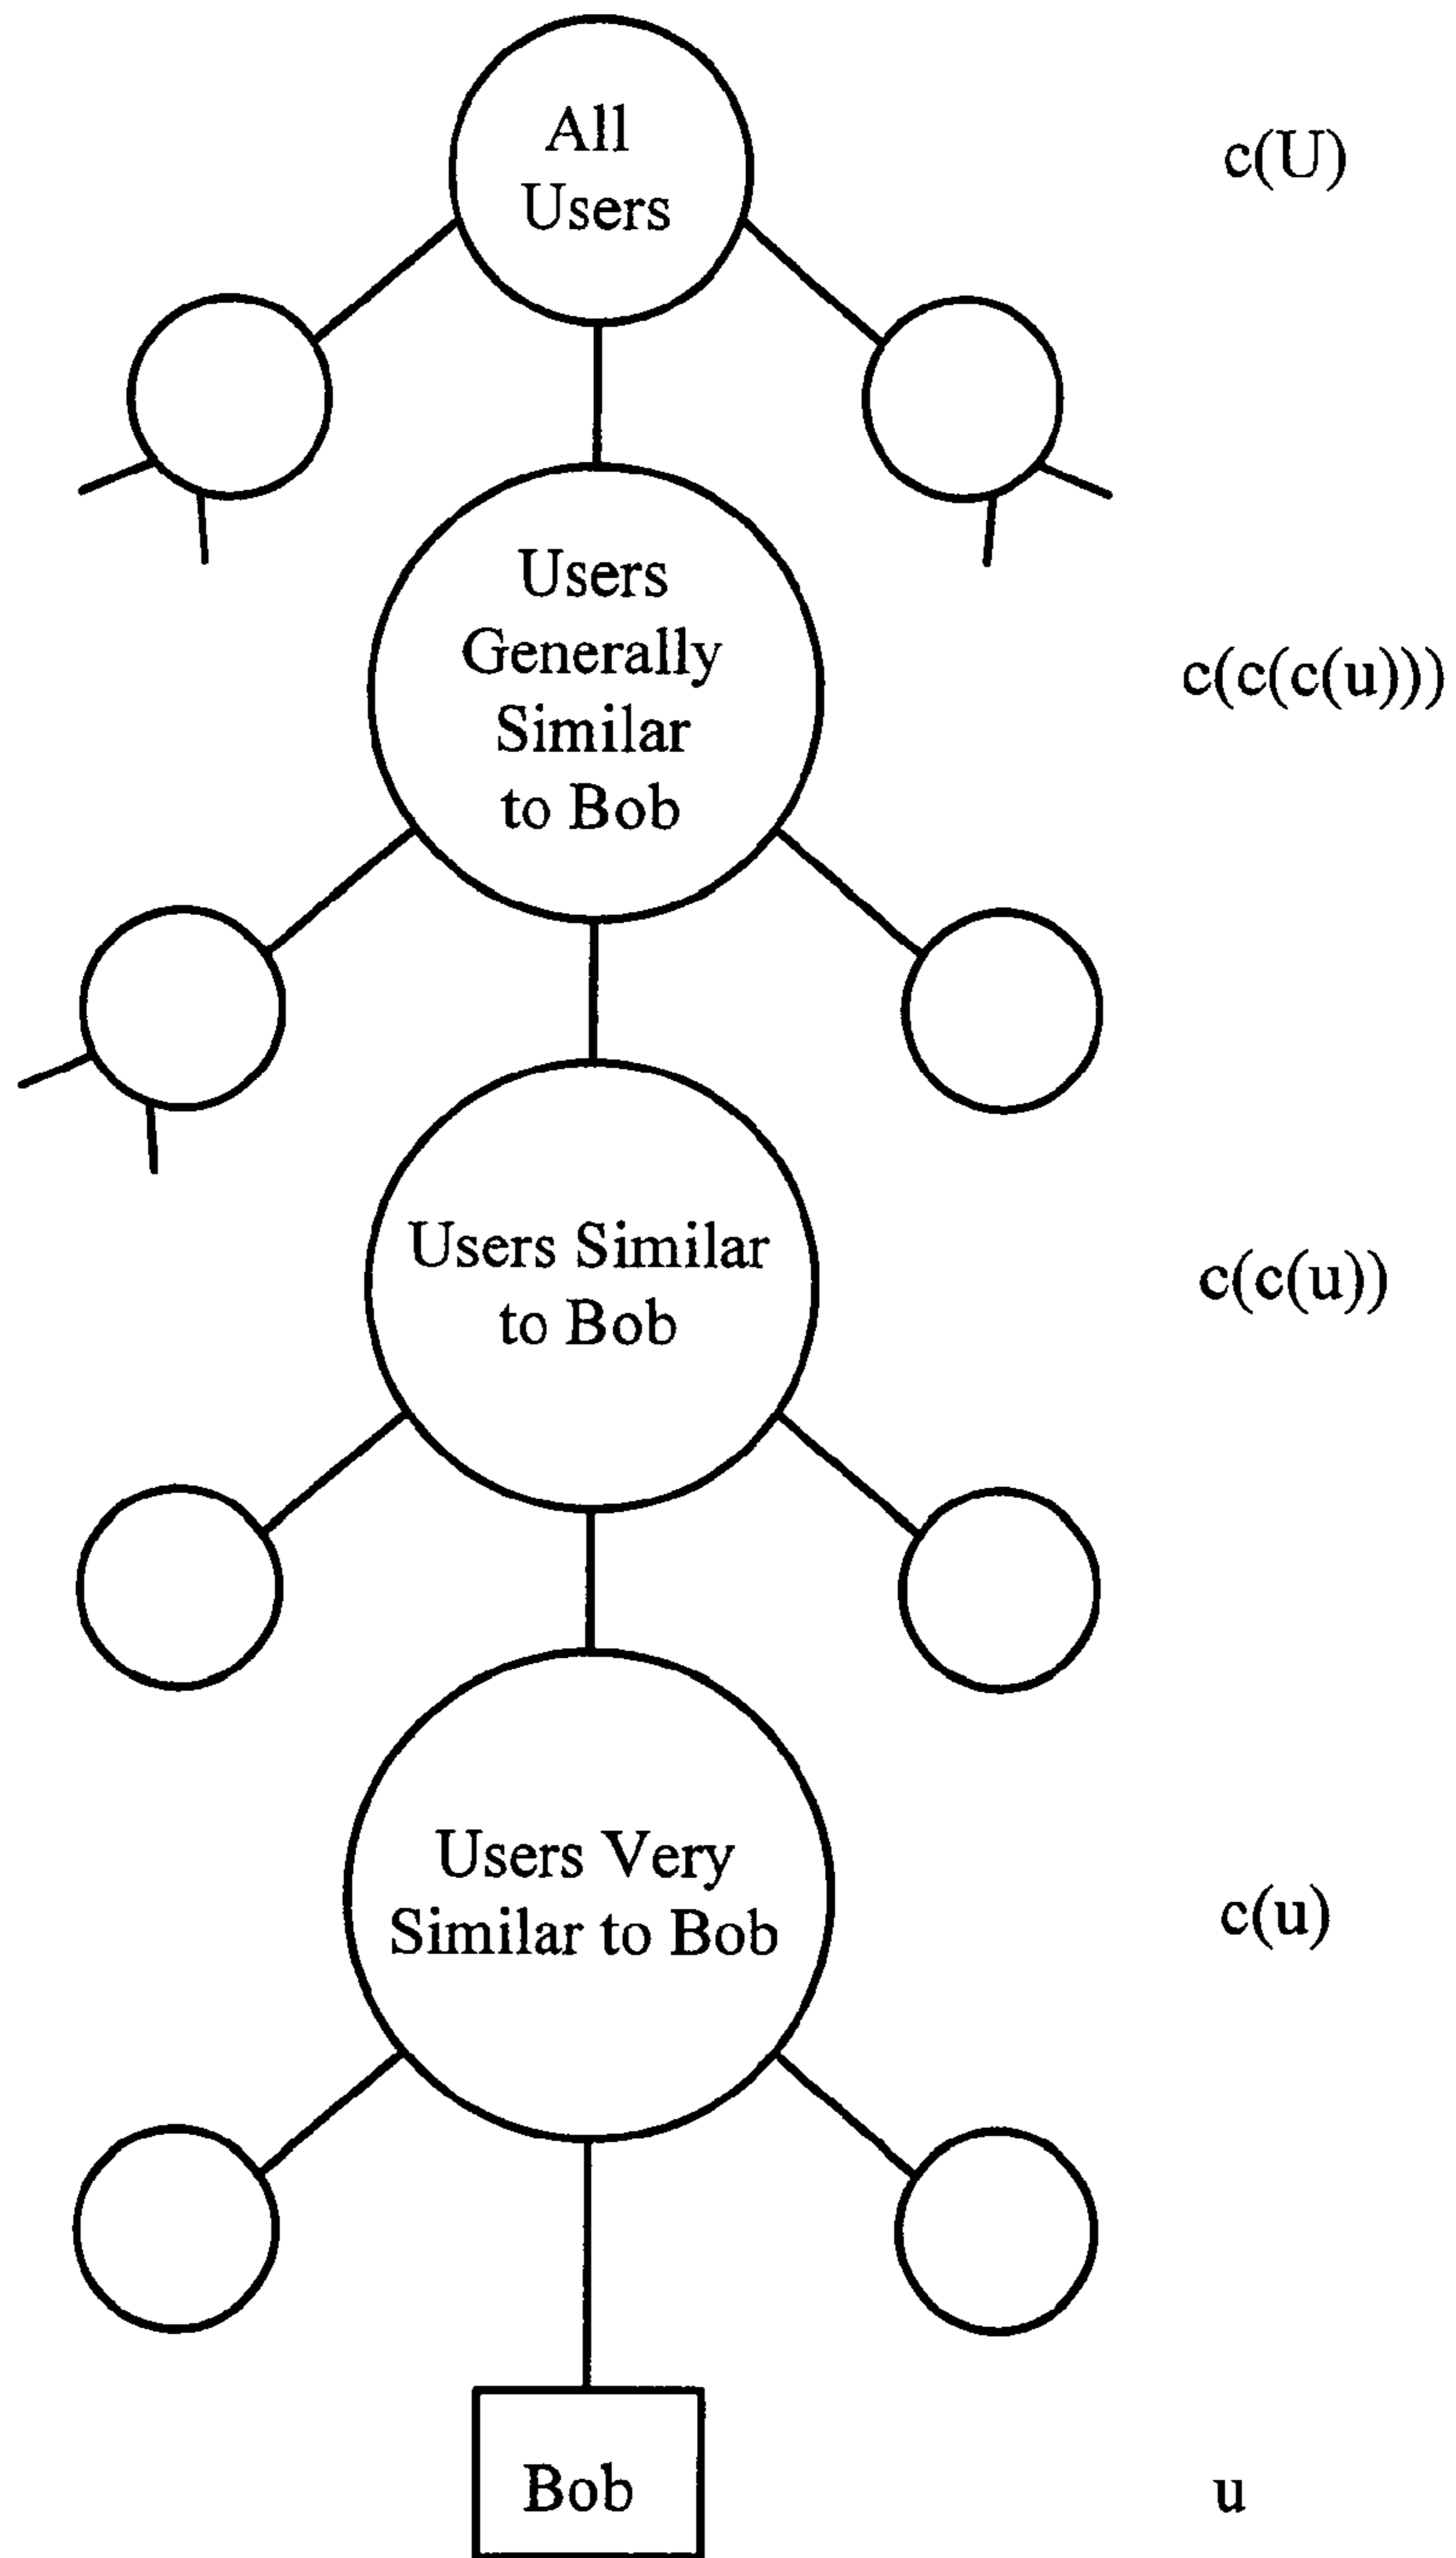 All
Users
c(U)
Users
Generally
Similar
to Bob
c(c(c(u)))
Users Similar
to Bob
c(c(u))
Users Very
Similar to Bob
c(u)
Bob
u